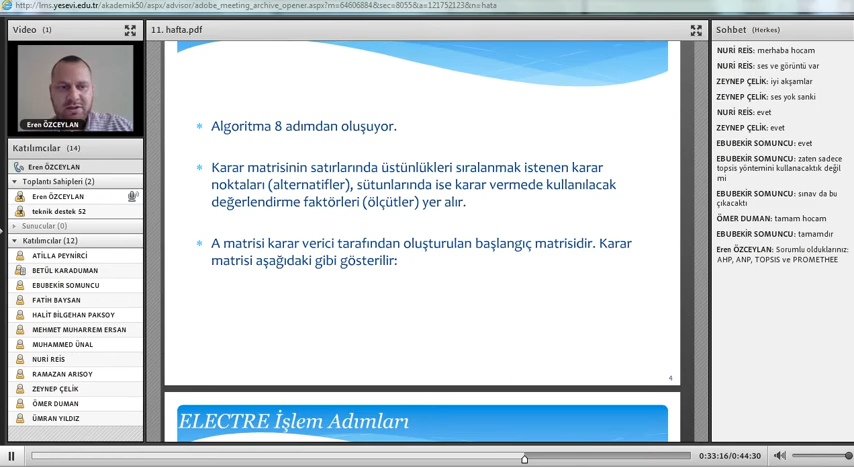 http://lms.yesevi.edu.tr/akademik50/aspx/advisor/adobe_meeting_archive_opener.aspx?m=64606884&sec=8055&a=121752123&n=hata
Video (1)
Eren ÖZCEYLAN
Katılımcılar (14)
Eren ÖZCEYLAN
Toplantı Sahipleri (2)
Eren ÖZCEYLAN
teknik destek 52
Sunucular (0)
Katılımcılar (12)
ATİLLA PEYNİRCİ
BETÜL KARADUMAN
EBUBEKİR SOMUNCU
FATİH BAYSAN
HALİT BİLGEHAN PAKSOY
MEHMET MUHARREM ERSAN
MUHAMMED ÜNAL
NURİ REİS
RAMAZAN ARISOY
ZEYNEP ÇELİK
ÖMER DUMAN
ÜMRAN YILDIZ
11. hafta.pdf
Algoritma 8 adımdan oluşuyor.
Karar matrisinin satırlarında üstünlükleri sıralanmak istenen karar
noktaları (alternatifler), sütunlarında ise karar vermede kullanılacak
değerlendirme faktörleri (ölçütler) yer alır.
A matrisi karar verici tarafından oluşturulan başlangıç matrisidir. Karar
matrisi aşağıdaki gibi gösterilir:
4
ELECTRE İşlem Adımları
Sohbet (Herkes)
NURİ REİS: merhaba hocam
NURİ REİS: ses ve görüntü var
ZEYNEP ÇELİK: iyi akşamlar
ZEYNEP ÇELİK: ses yok sanki
NURİ REİS: evet
ZEYNEP ÇELİK: evet
EBUBEKİR SOMUNCU: evet
EBUBEKİR SOMUNCU: zaten sadece
topsis yöntemini kullanacaktık değil
mi
EBUBEKİR SOMUNCU: sınav da bu
çıkacaktı
ÖMER DUMAN: tamam hocam
EBUBEKİR SOMUNCU: tamamdır
Eren ÖZCEYLAN: Sorumlu olduklarınız:
AHP, ANP, TOPSIS ve PROMETHEE
0:33:16/0:44:30